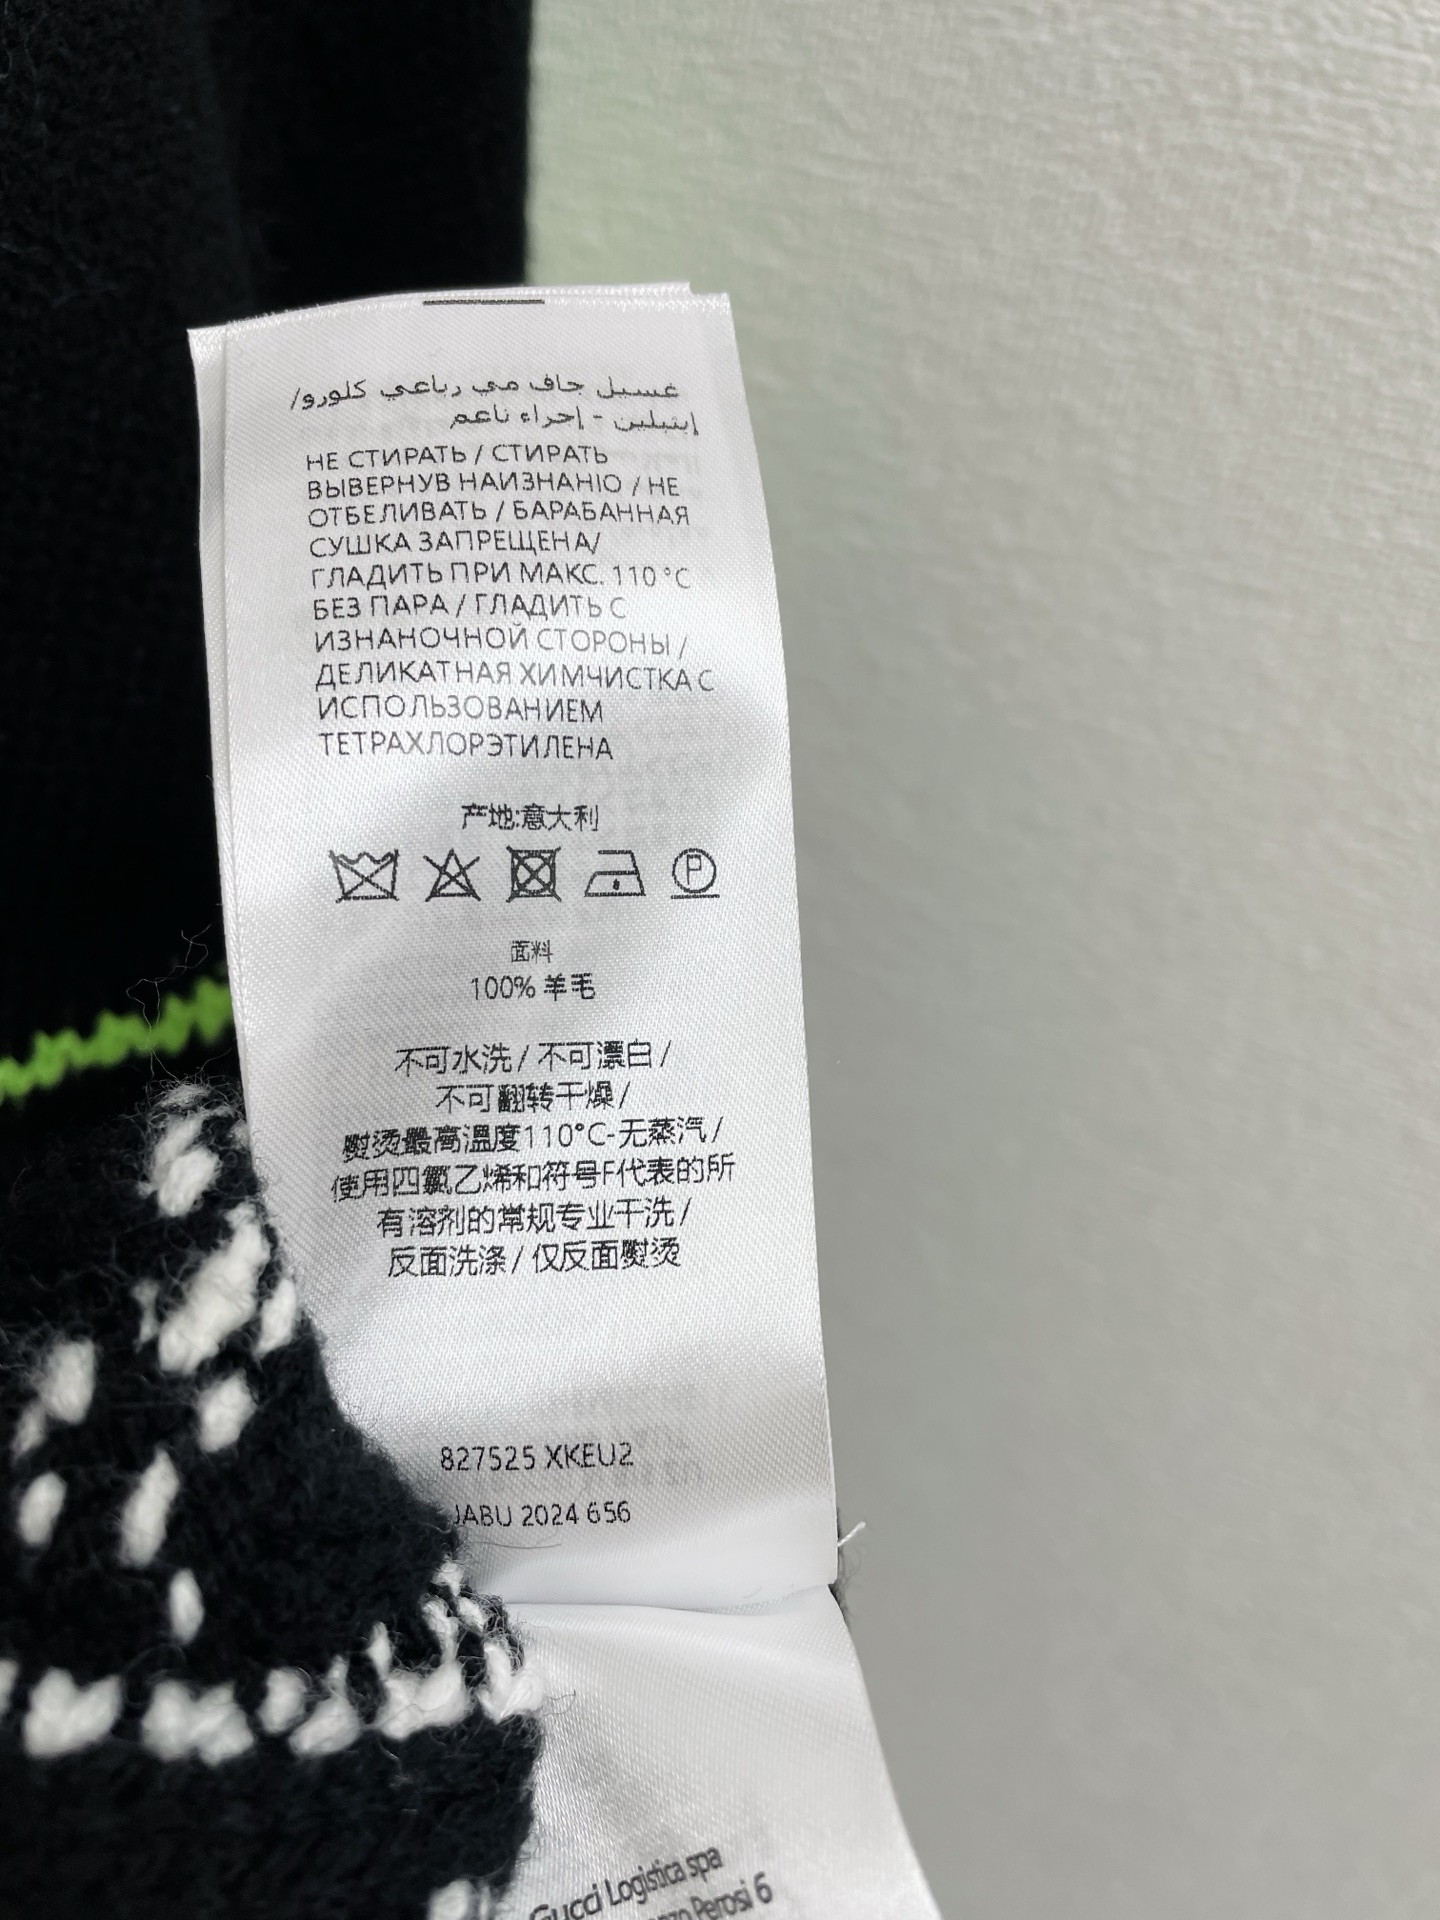 غسيل جاف مي رباعي كلورو/
إيثيلين - إجراء ناعم
НЕ СТИРАТЬ / СТИРАТЬ
ВЫВЕРНУВ НАИЗНАНЮ / НЕ
ОТБЕЛИВАТЬ / БАРАБАННАЯ
СУШКА ЗАПРЕЩЕНА/
ГЛАДИТЬ ПРИ МАКС. 110 °C
БЕЗ ПАРА / ГЛАДИТЬ С
ИЗНАНОЧНОЙ СТОРОНЫ /
ДЕЛИКАТНАЯ ХИМЧИСТКА С
ИСПОЛЬЗОВАНИЕМ
ТЕТРАХЛОРЭТИЛЕНА
产地:意大利
P
面料
100% 羊毛
不可水洗 / 不可漂白 /
不可翻转干燥 /
熨烫最高温度110°C-无蒸汽 /
使用四氯乙烯和符号F代表的所
有溶剂的常规专业干洗 /
反面洗涤 / 仅反面熨烫
827525 XKEU2
JABU 2024 656
Gucci Logistica spa
Perosi 6